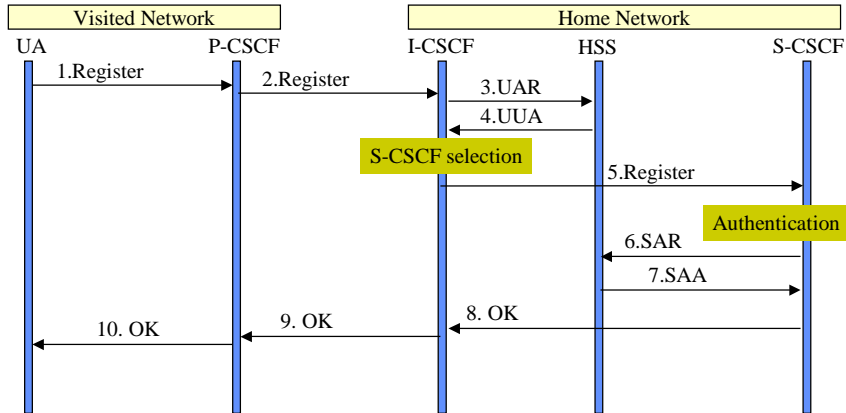 Visited Network
Home Network
UA
P-CSCF
I-CSCF
HSS
S-CSCF
1.Register
2.Register
3.UAR
4.UUA
S-CSCF selection
5.Register
Authentication
6.SAR
7.SAA
8. OK
9. OK
10. OK